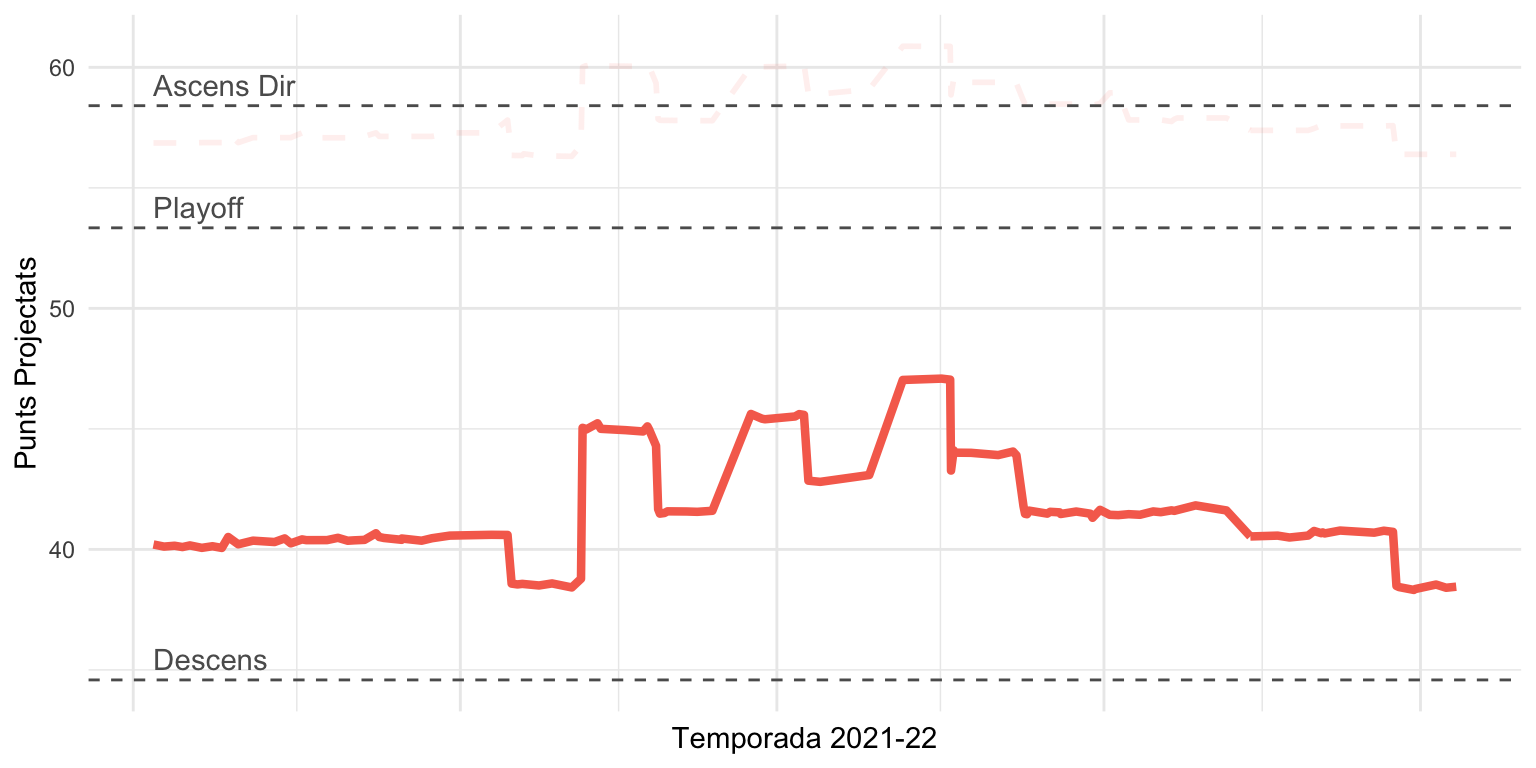 60
Ascens Dir
Playoff
50
40
Descens
Punts Projectats
Temporada 2021-22